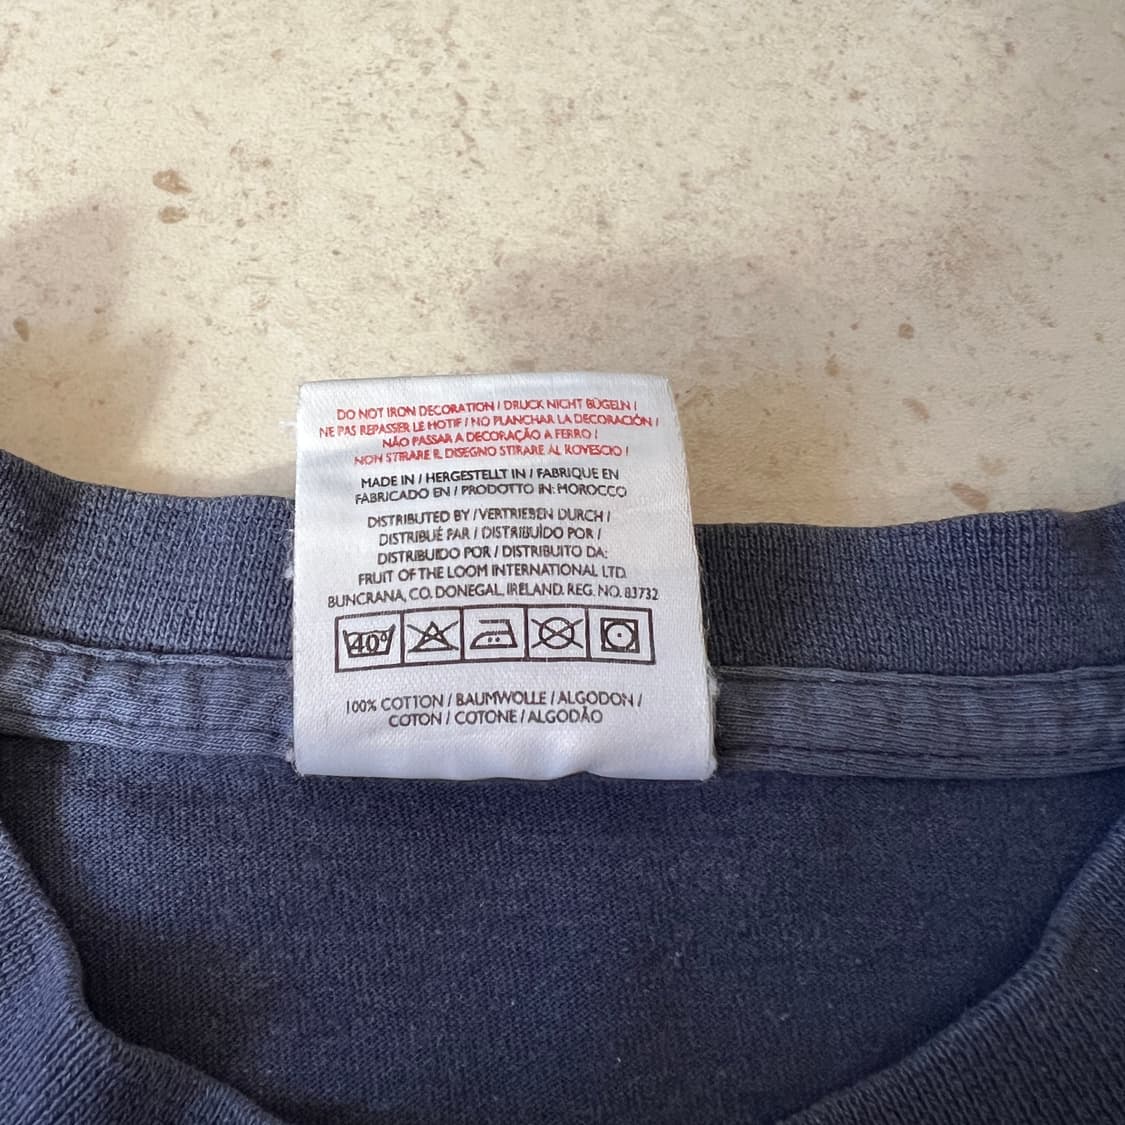 DO NOT IRON DECORATION / DRUCK NICHT BÜGELN /
NE PAS REPASSER LE MOTIF / NO PLANCHAR LA DECORACIÓN /
NÃO PASSAR A DECORAÇÃO A FERRO /
NON STIRARE IL DISEGNO STIRARE AL ROVESCIO /
MADE IN / HERGESTELLT IN / FABRIQUE EN
FABRICADO EN / PRODOTTO IN: MOROCCO
DISTRIBUTED BY / VERTRIEBEN DURCH /
DISTRIBUÉ PAR / DISTRIBUÍDO POR /
DISTRIBUIDO POR / DISTRIBUITO DA:
FRUIT OF THE LOOM INTERNATIONAL LTD.
BUNCRANA, CO. DONEGAL, IRELAND. REG. NO. 83732
40°
100% COTTON / BAUMWOLLE / ALGODON /
COTON / COTONE / ALGODÃO